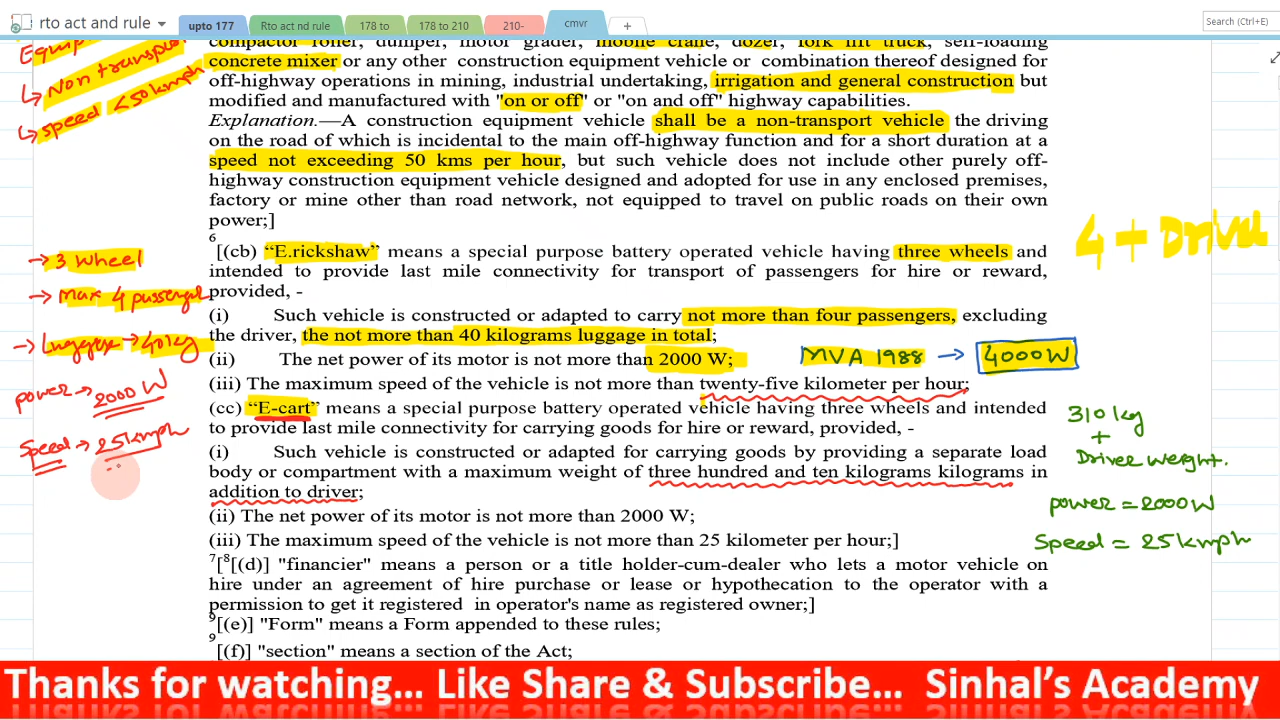 rto act and rule
upto 177
Rto act nd rule
178 to
178 to 210
210-
cmvr
Search (Ctrl+E)
compactor roller, dumper, motor grader, mobile crane, dozer, fork lift truck, self-loading
concrete mixer or any other construction equipment vehicle or combination thereof designed for
off-highway operations in mining, industrial undertaking, irrigation and general construction but
modified and manufactured with "on or off" or "on and off" highway capabilities.
Explanation.—A construction equipment vehicle shall be a non-transport vehicle the driving
on the road of which is incidental to the main off-highway function and for a short duration at a
speed not exceeding 50 kms per hour, but such vehicle does not include other purely off-
highway construction equipment vehicle designed and adopted for use in any enclosed premises,
factory or mine other than road network, not equipped to travel on public roads on their own
power;]
Non transport
speed <50kmph
6[(cb) “E.rickshaw” means a special purpose battery operated vehicle having three wheels and
intended to provide last mile connectivity for transport of passengers for hire or reward,
provided, -
(i) Such vehicle is constructed or adapted to carry not more than four passengers, excluding
the driver, the not more than 40 kilograms luggage in total;
(ii) The net power of its motor is not more than 2000 W;
(iii) The maximum speed of the vehicle is not more than twenty-five kilometer per hour;
(cc) “E-cart” means a special purpose battery operated vehicle having three wheels and intended
to provide last mile connectivity for carrying goods for hire or reward, provided, -
(i) Such vehicle is constructed or adapted for carrying goods by providing a separate load
body or compartment with a maximum weight of three hundred and ten kilograms kilograms in
addition to driver;
(ii) The net power of its motor is not more than 2000 W;
(iii) The maximum speed of the vehicle is not more than 25 kilometer per hour;]
7[8[(d)] "financier" means a person or a title holder-cum-dealer who lets a motor vehicle on
hire under an agreement of hire purchase or lease or hypothecation to the operator with a
permission to get it registered in operator's name as registered owner;]
9[(e)] "Form" means a Form appended to these rules;
9[(f)] "section" means a section of the Act;
→ 3 wheel
→ Max 4 passenger
→ Luggage → 40kg
power → 2000 W
Speed → 25kmph
4 + Driver
MVA 1988 → 4000W
310 kg
+
Driver weight.
power = 2000W
Speed = 25kmph
Thanks for watching... Like Share & Subscribe... Sinhal’s Academy